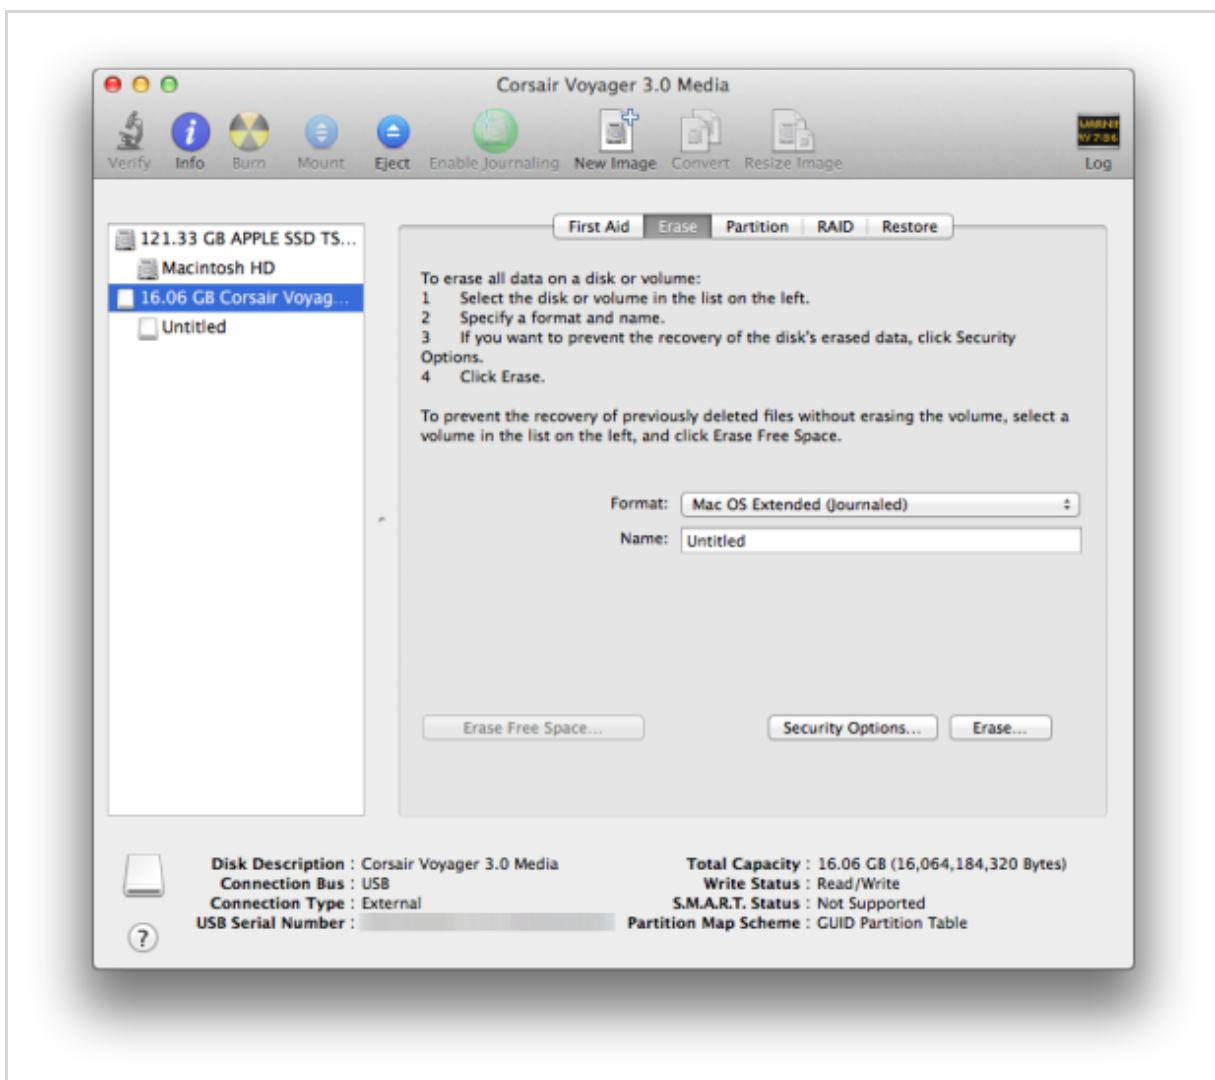 Corsair Voyager 3.0 Media
Verify Info Burn Mount Eject Enable Journaling New Image Convert Resize Image Log
121.33 GB APPLE SSD TS...
Macintosh HD
16.06 GB Corsair Voyag...
Untitled
First Aid Erase Partition RAID Restore
To erase all data on a disk or volume:
1 Select the disk or volume in the list on the left.
2 Specify a format and name.
3 If you want to prevent the recovery of the disk's erased data, click Security
Options.
4 Click Erase.
To prevent the recovery of previously deleted files without erasing the volume, select a
volume in the list on the left, and click Erase Free Space.
Format: Mac OS Extended (Journaled)
Name: Untitled
Erase Free Space... Security Options... Erase...
Disk Description : Corsair Voyager 3.0 Media
Connection Bus : USB
Connection Type : External
USB Serial Number :
Total Capacity : 16.06 GB (16,064,184,320 Bytes)
Write Status : Read/Write
S.M.A.R.T. Status : Not Supported
Partition Map Scheme : GUID Partition Table
?